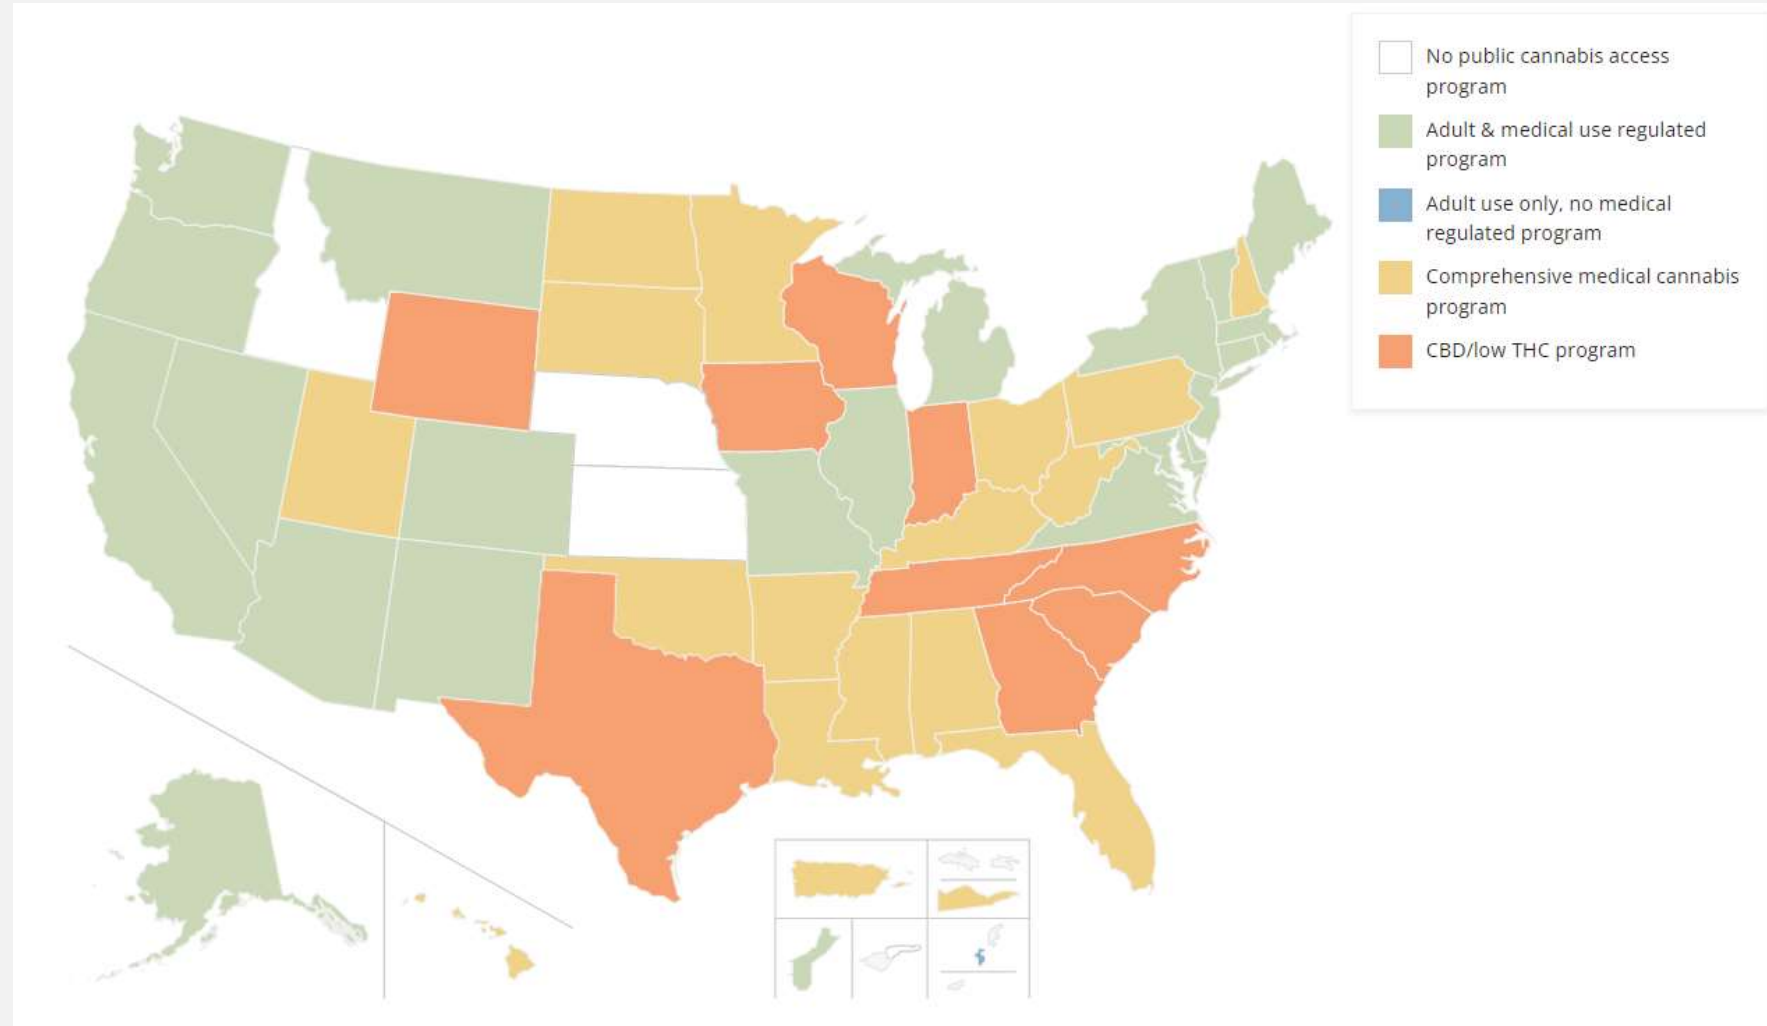 No public cannabis access
program
Adult & medical use regulated
program
Adult use only, no medical
regulated program
Comprehensive medical cannabis
program
CBD/low THC program